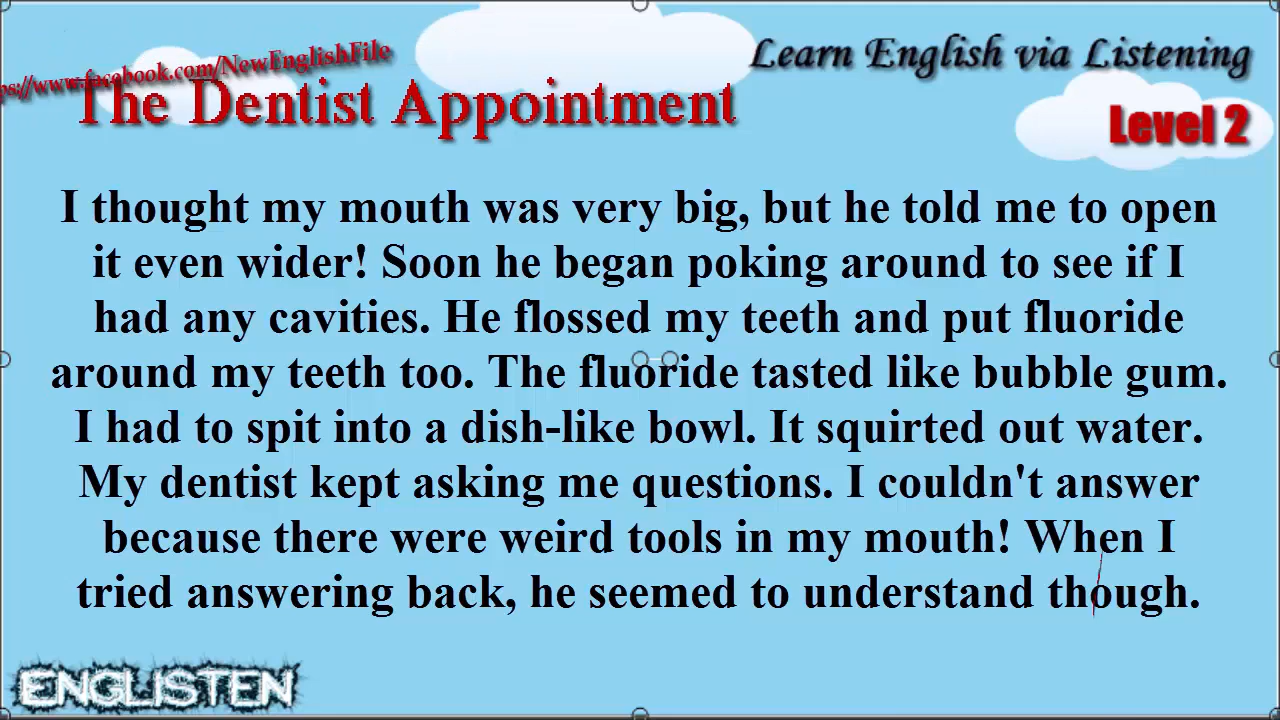 ps://www.facebook.com/NewEnglishFile
Learn English via Listening
The Dentist Appointment
Level 2
I thought my mouth was very big, but he told me to open
it even wider! Soon he began poking around to see if I
had any cavities. He flossed my teeth and put fluoride
around my teeth too. The fluoride tasted like bubble gum.
I had to spit into a dish-like bowl. It squirted out water.
My dentist kept asking me questions. I couldn't answer
because there were weird tools in my mouth! When I
tried answering back, he seemed to understand though.
ENGLISTEN